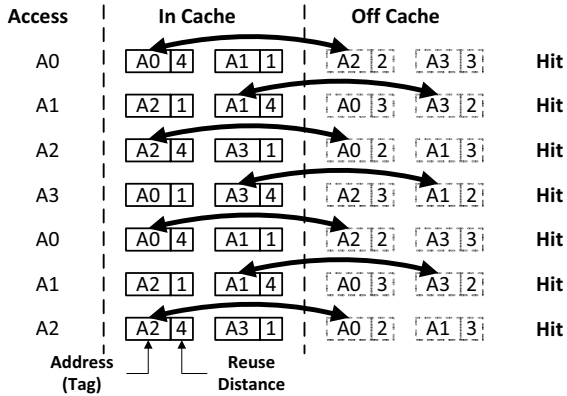 Access In Cache Off Cache
A0 A0 4 A1 1 A2 2 A3 3 Hit
A1 A2 1 A1 4 A0 3 A3 2 Hit
A2 A2 4 A3 1 A0 2 A1 3 Hit
A3 A0 1 A3 4 A2 3 A1 2 Hit
A0 A0 4 A1 1 A2 2 A3 3 Hit
A1 A2 1 A1 4 A0 3 A3 2 Hit
A2 A2 4 A3 1 A0 2 A1 3 Hit
Address Reuse
(Tag) Distance